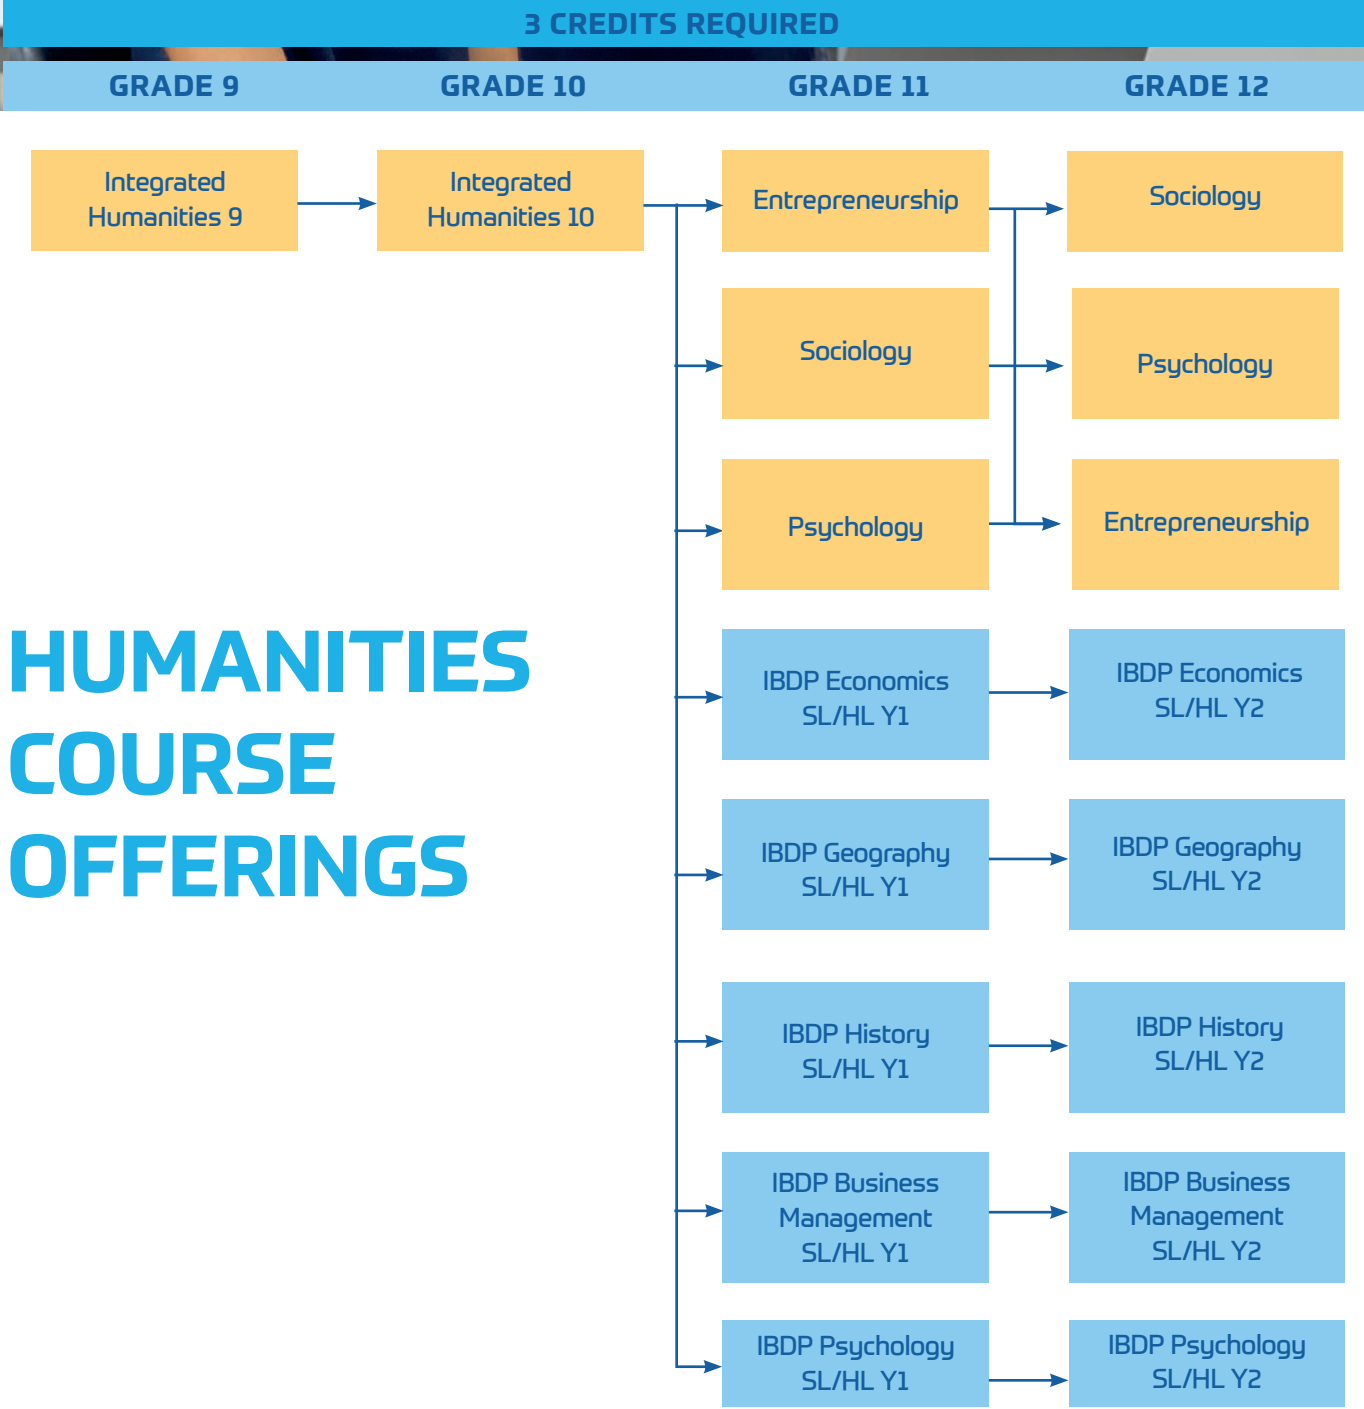 3 CREDITS REQUIRED
GRADE 9
GRADE 10
GRADE 11
GRADE 12
Integrated
Humanities 9
Integrated
Humanities 10
Entrepreneurship
Sociology
Sociology
Psychology
Psychology
Entrepreneurship
HUMANITIES
COURSE
OFFERINGS
IBDP Economics
SL/HL Y1
IBDP Economics
SL/HL Y2
IBDP Geography
SL/HL Y1
IBDP Geography
SL/HL Y2
IBDP History
SL/HL Y1
IBDP History
SL/HL Y2
IBDP Business
Management
SL/HL Y1
IBDP Business
Management
SL/HL Y2
IBDP Psychology
SL/HL Y1
IBDP Psychology
SL/HL Y2